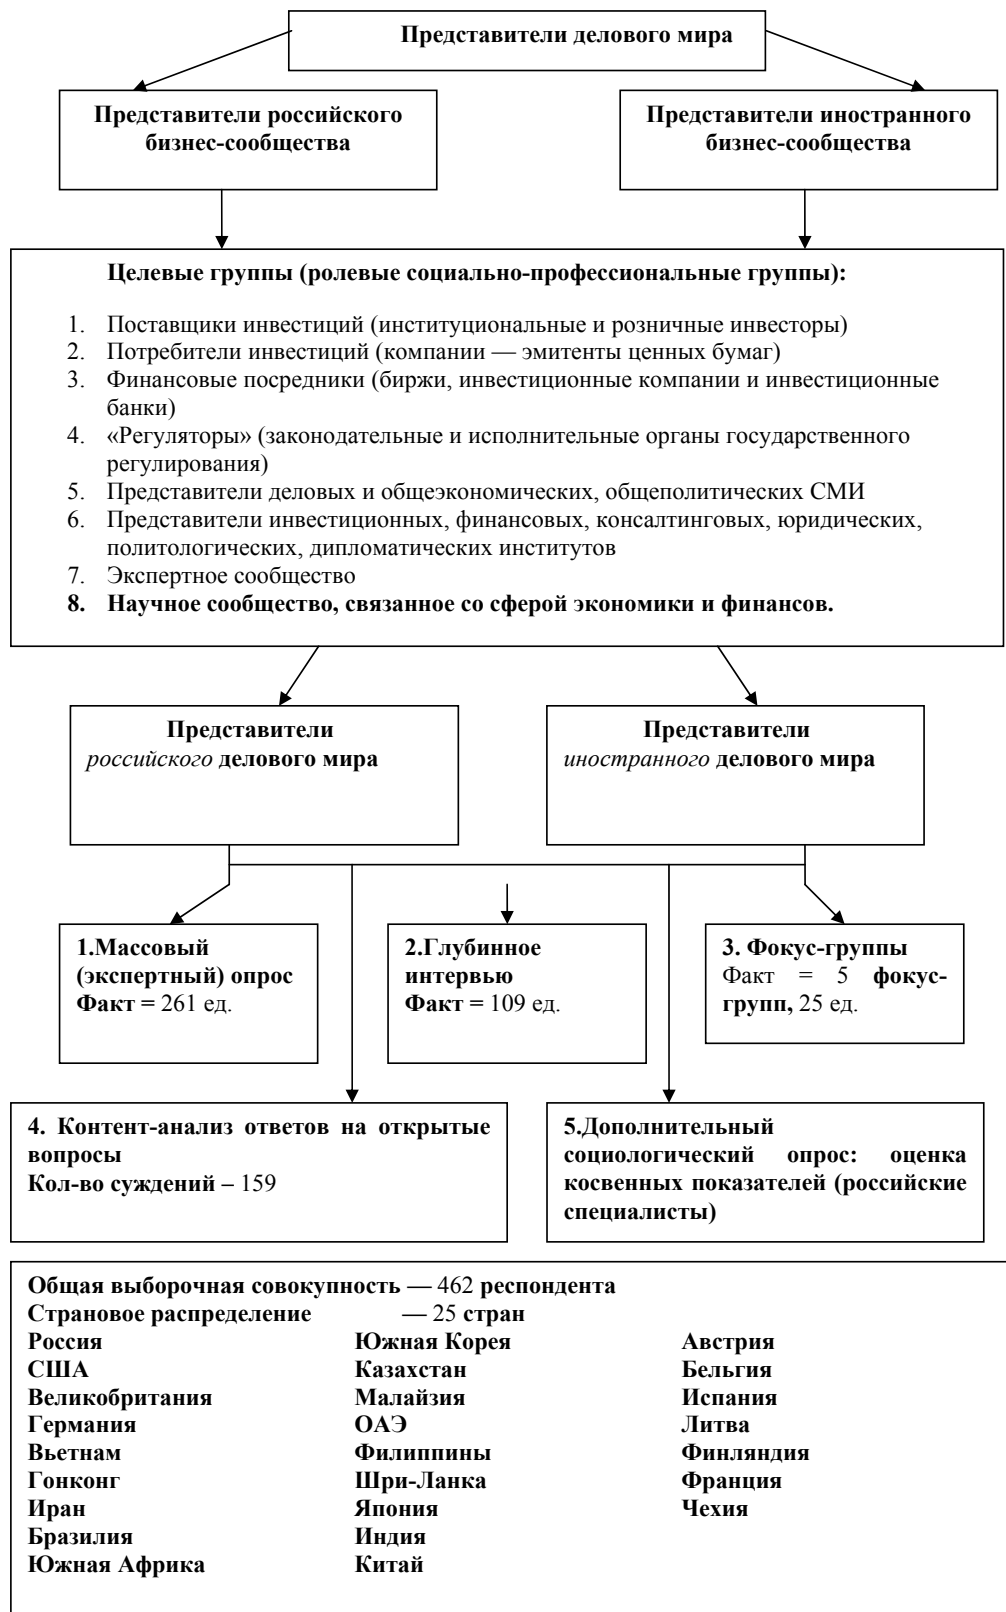 Представители делового мира
Представители российского
бизнес-сообщества
Представители иностранного
бизнес-сообщества
Целевые группы (ролевые социально-профессиональные группы):
1. Поставщики инвестиций (институциональные и розничные инвесторы)
2. Потребители инвестиций (компании — эмитенты ценных бумаг)
3. Финансовые посредники (биржи, инвестиционные компании и инвестиционные
банки)
4. «Регуляторы» (законодательные и исполнительные органы государственного
регулирования)
5. Представители деловых и общеэкономических, общеполитических СМИ
6. Представители инвестиционных, финансовых, консалтинговых, юридических,
политологических, дипломатических институтов
7. Экспертное сообщество
8. Научное сообщество, связанное со сферой экономики и финансов.
Представители
российского делового мира
Представители
иностранного делового мира
1.Массовый
(экспертный) опрос
Факт = 261 ед.
2.Глубинное
интервью
Факт = 109 ед.
3. Фокус-группы
Факт = 5 фокус-
групп, 25 ед.
4. Контент-анализ ответов на открытые
вопросы
Кол-во суждений – 159
5.Дополнительный
социологический опрос: оценка
косвенных показателей (российские
специалисты)
Общая выборочная совокупность — 462 респондента
Страновое распределение — 25 стран
Россия Южная Корея Австрия
США Казахстан Бельгия
Великобритания Малайзия Испания
Германия ОАЭ Литва
Вьетнам Филиппины Финляндия
Гонконг Шри-Ланка Франция
Иран Япония Чехия
Бразилия Индия
Южная Африка Китай